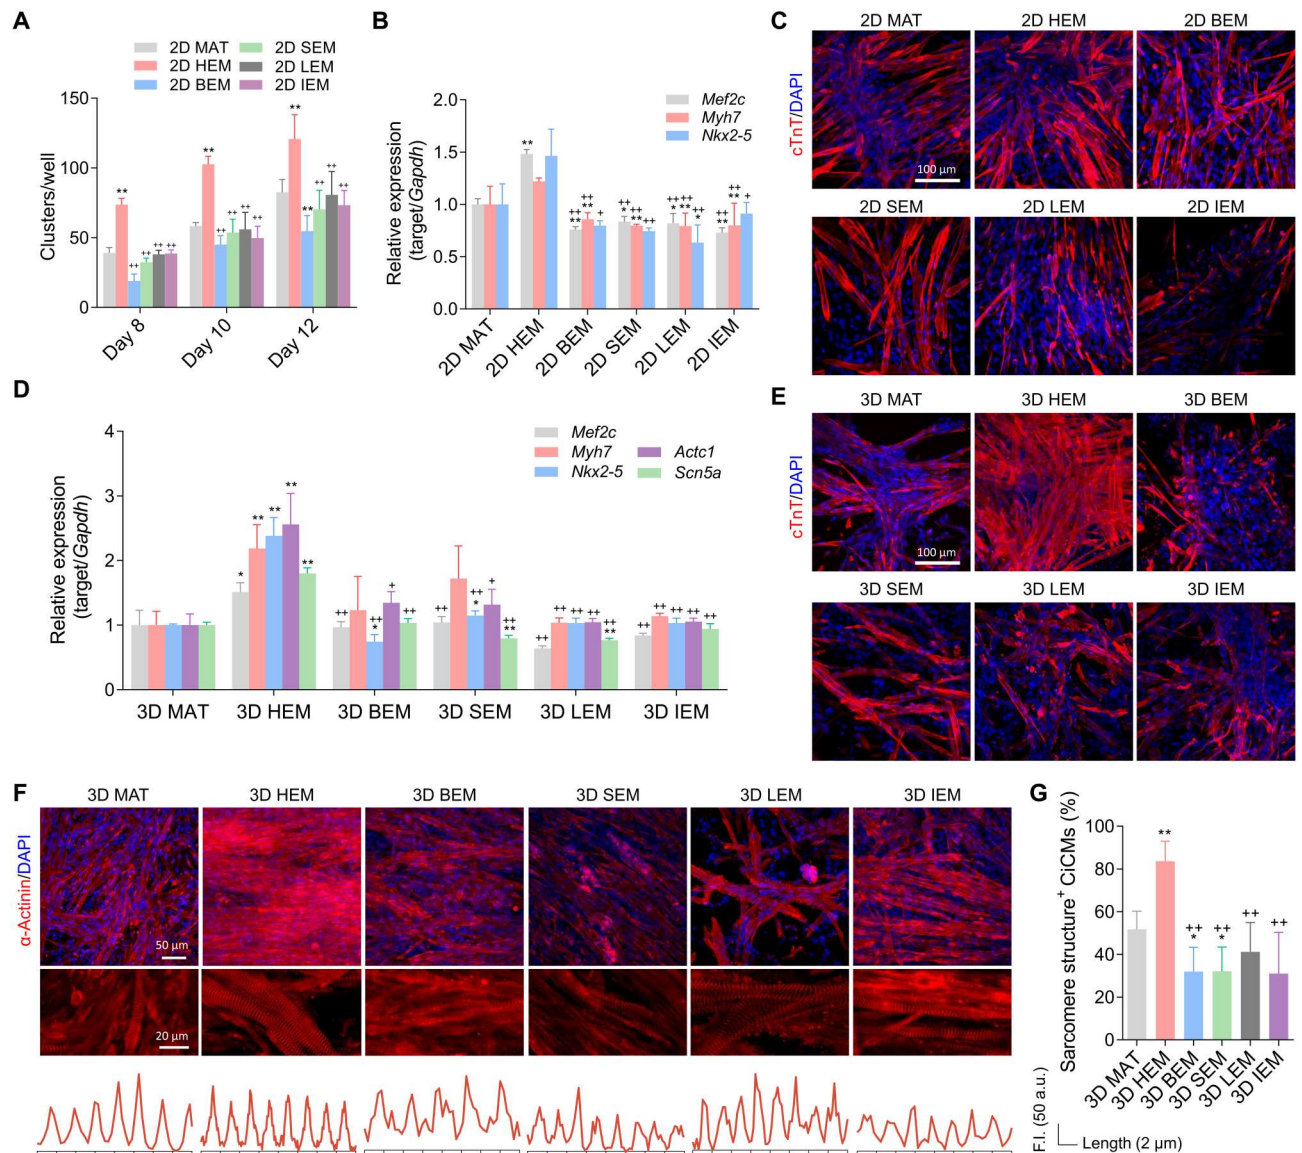 A
2D MAT
2D HEM
2D BEM
2D SEM
2D LEM
2D IEM
Clusters/well
150
100
50
0
** ++ ++ ++ ++
** ++ ++ ++ ++
** ** ++ ++ ++
Day 8
Day 10
Day 12
B
Mef2c
Myh7
Nkx2-5
Relative expression
(target/Gapdh)
2.0
1.5
1.0
0.5
0.0
**
++ ++ +
** **
++ ++ ++
* **
++ ++ ++
* ** *
++ ++ +
** **
2D MAT
2D HEM
2D BEM
2D SEM
2D LEM
2D IEM
C
2D MAT
2D HEM
2D BEM
cTnT/DAPI
100 µm
2D SEM
2D LEM
2D IEM
D
Mef2c
Myh7
Nkx2-5
Actc1
Scn5a
Relative expression
(target/Gapdh)
4
3
2
1
0
* ** ** ** **
++ ++ + ++
*
++ ++ + ++
* **
++ ++ ++ ++ ++
**
++ ++ ++ ++ ++
3D MAT
3D HEM
3D BEM
3D SEM
3D LEM
3D IEM
E
3D MAT
3D HEM
3D BEM
cTnT/DAPI
100 µm
3D SEM
3D LEM
3D IEM
F
3D MAT
3D HEM
3D BEM
3D SEM
3D LEM
3D IEM
α-Actinin/DAPI
50 µm
20 µm
F.I. (50 a.u.)
Length (2 µm)
G
Sarcomere structure+ CiCMs (%)
100
80
60
40
20
0
**
++ ++ ++ ++
* *
3D MAT
3D HEM
3D BEM
3D SEM
3D LEM
3D IEM